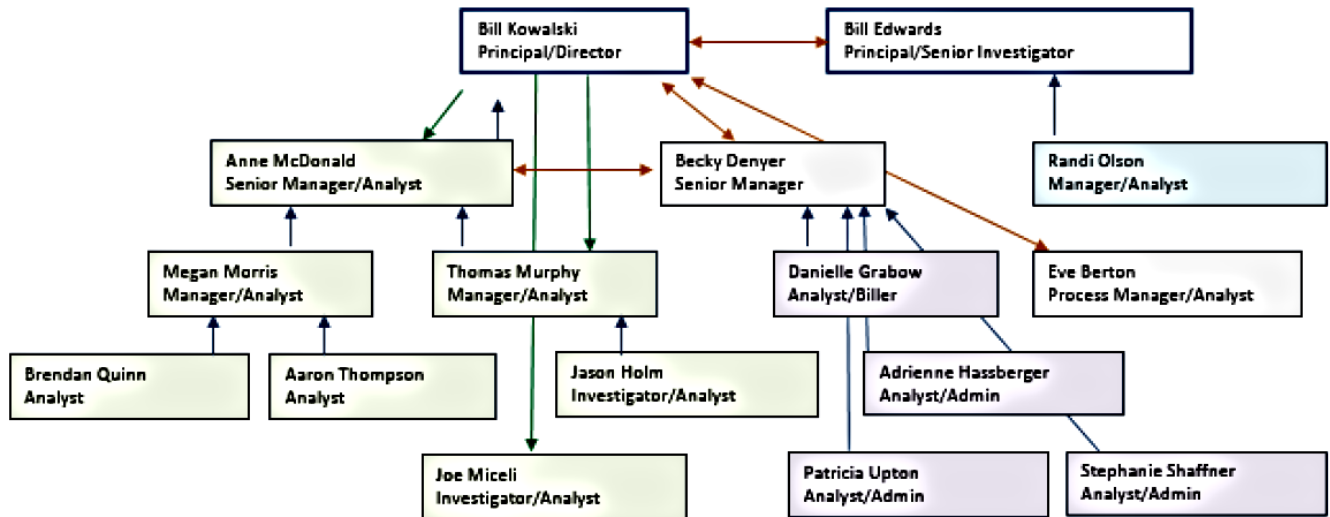 Bill Kowalski
Principal/Director
Bill Edwards
Principal/Senior Investigator
Anne McDonald
Senior Manager/Analyst
Becky Denyer
Senior Manager
Randi Olson
Manager/Analyst
Megan Morris
Manager/Analyst
Thomas Murphy
Manager/Analyst
Danielle Grabow
Analyst/Biller
Eve Berton
Process Manager/Analyst
Brendan Quinn
Analyst
Aaron Thompson
Analyst
Jason Holm
Investigator/Analyst
Adrienne Hassberger
Analyst/Admin
Joe Miceli
Investigator/Analyst
Patricia Upton
Analyst/Admin
Stephanie Shaffner
Analyst/Admin